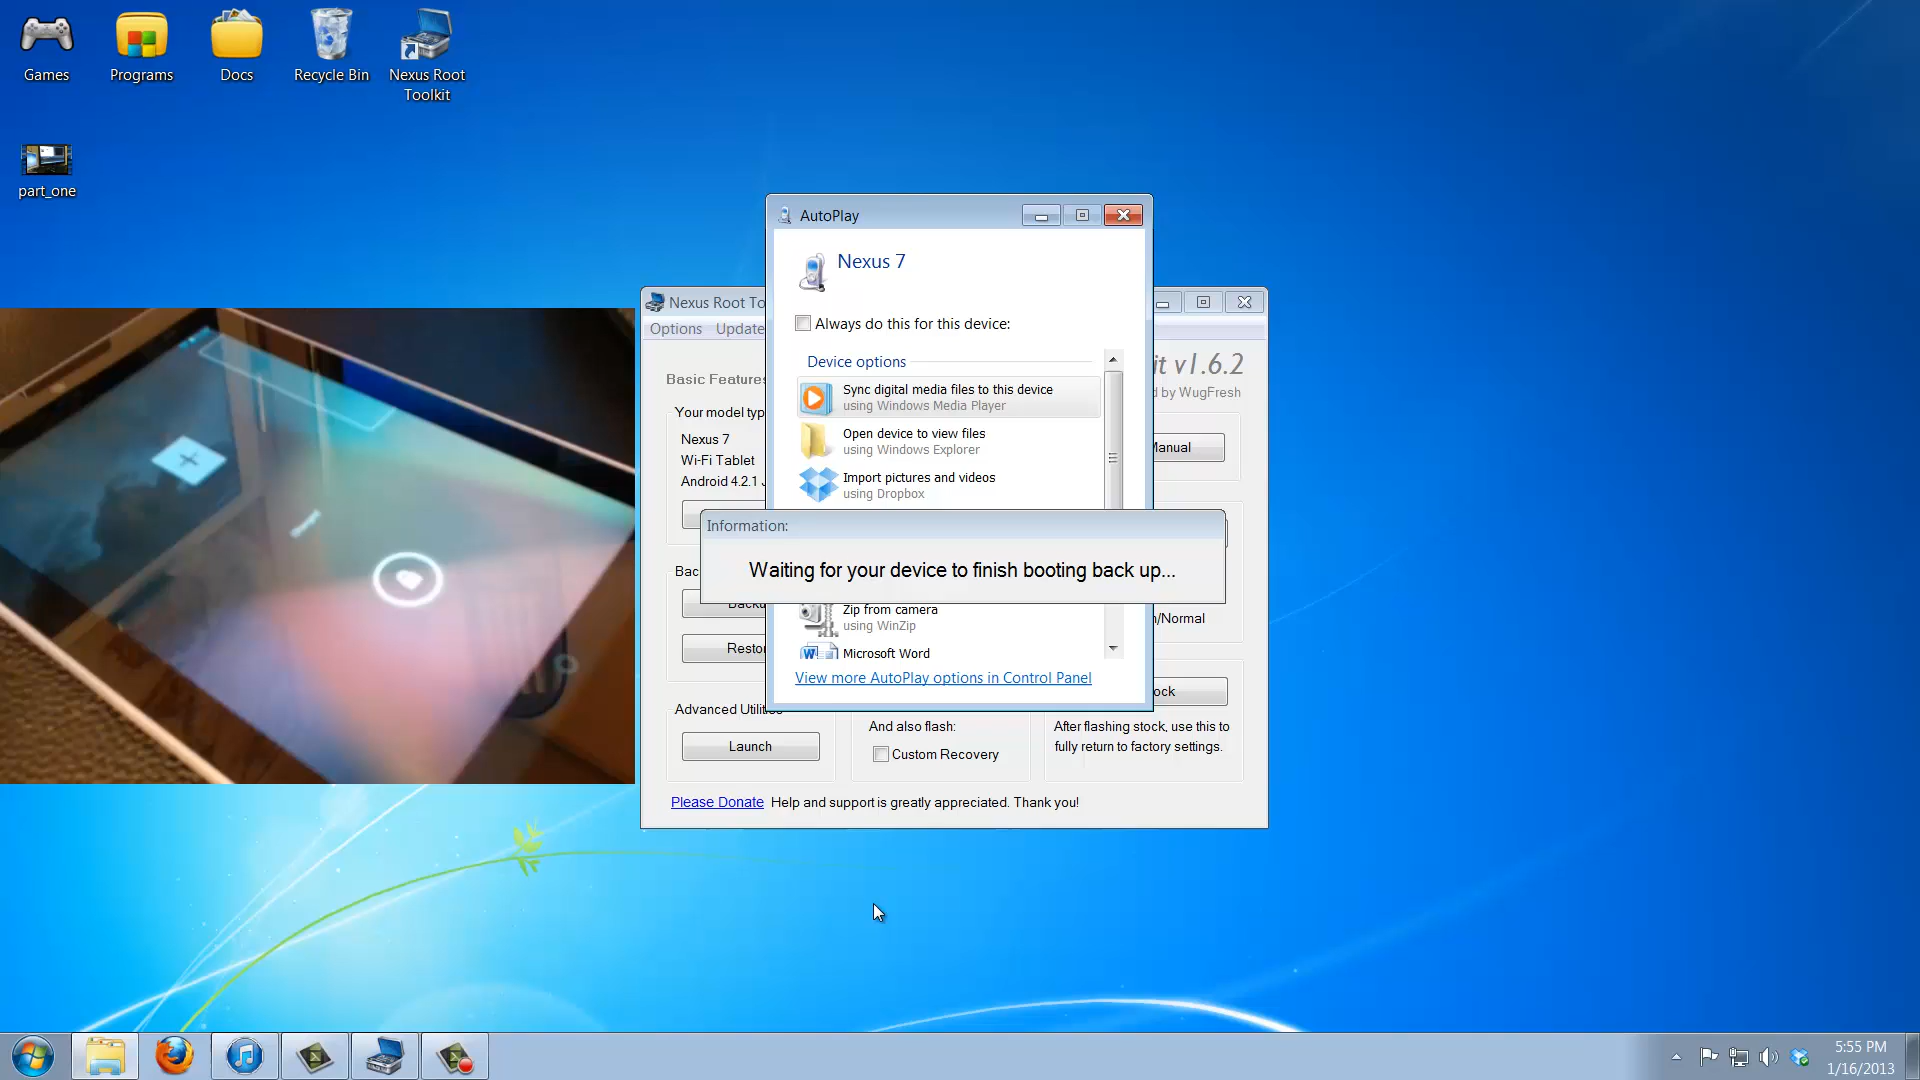 Games
Programs
Docs
Recycle Bin
Nexus Root
Toolkit
part_one
AutoPlay
Nexus 7
Always do this for this device:
Device options
Sync digital media files to this device
using Windows Media Player
Open device to view files
using Windows Explorer
Import pictures and videos
using Dropbox
Information:
Waiting for your device to finish booting back up...
Zip from camera
using WinZip
Microsoft Word
View more AutoPlay options in Control Panel
Nexus Root To
Options Update
it v1.6.2
d by WugFresh
Basic Features
Your model typ
Nexus 7
Wi-Fi Tablet
Android 4.2.1 J
Manual
Bac
Backu
Restor
n/Normal
ock
Advanced Utilitie
Launch
And also flash:
Custom Recovery
After flashing stock, use this to
fully return to factory settings.
Please Donate Help and support is greatly appreciated. Thank you!
5:55 PM
1/16/2013